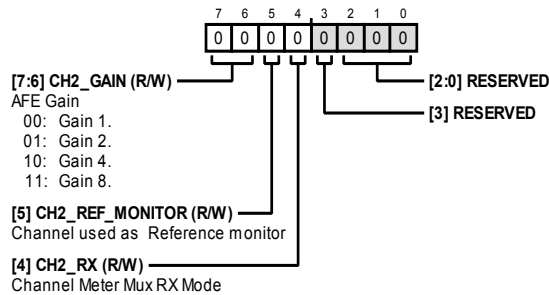 7 6 5 4 3 2 1 0
0 0 0 0 0 0 0 0
[7:6] CH2_GAIN (R/W)
AFE Gain
00: Gain 1.
01: Gain 2.
10: Gain 4.
11: Gain 8.
[5] CH2_REF_MONITOR (R/W)
Channel used as Reference monitor
[4] CH2_RX (R/W)
Channel Meter Mux RX Mode
[2:0] RESERVED
[3] RESERVED